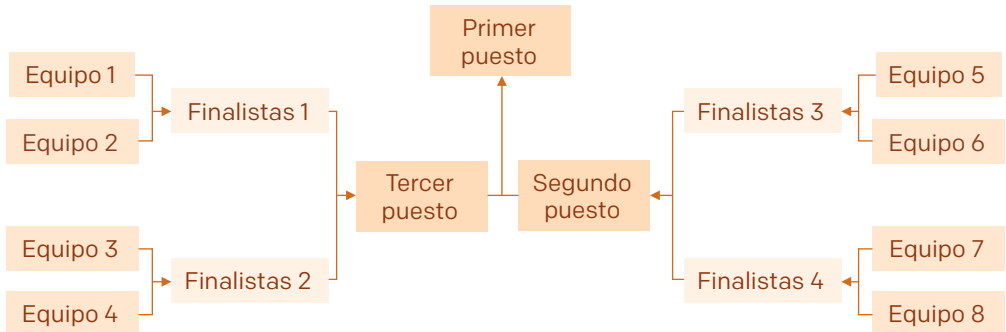 Primer
puesto
Equipo 1
Equipo 5
Finalistas 1
Finalistas 3
Equipo 2
Equipo 6
Tercer
puesto
Segundo
puesto
Equipo 3
Equipo 7
Finalistas 2
Finalistas 4
Equipo 4
Equipo 8